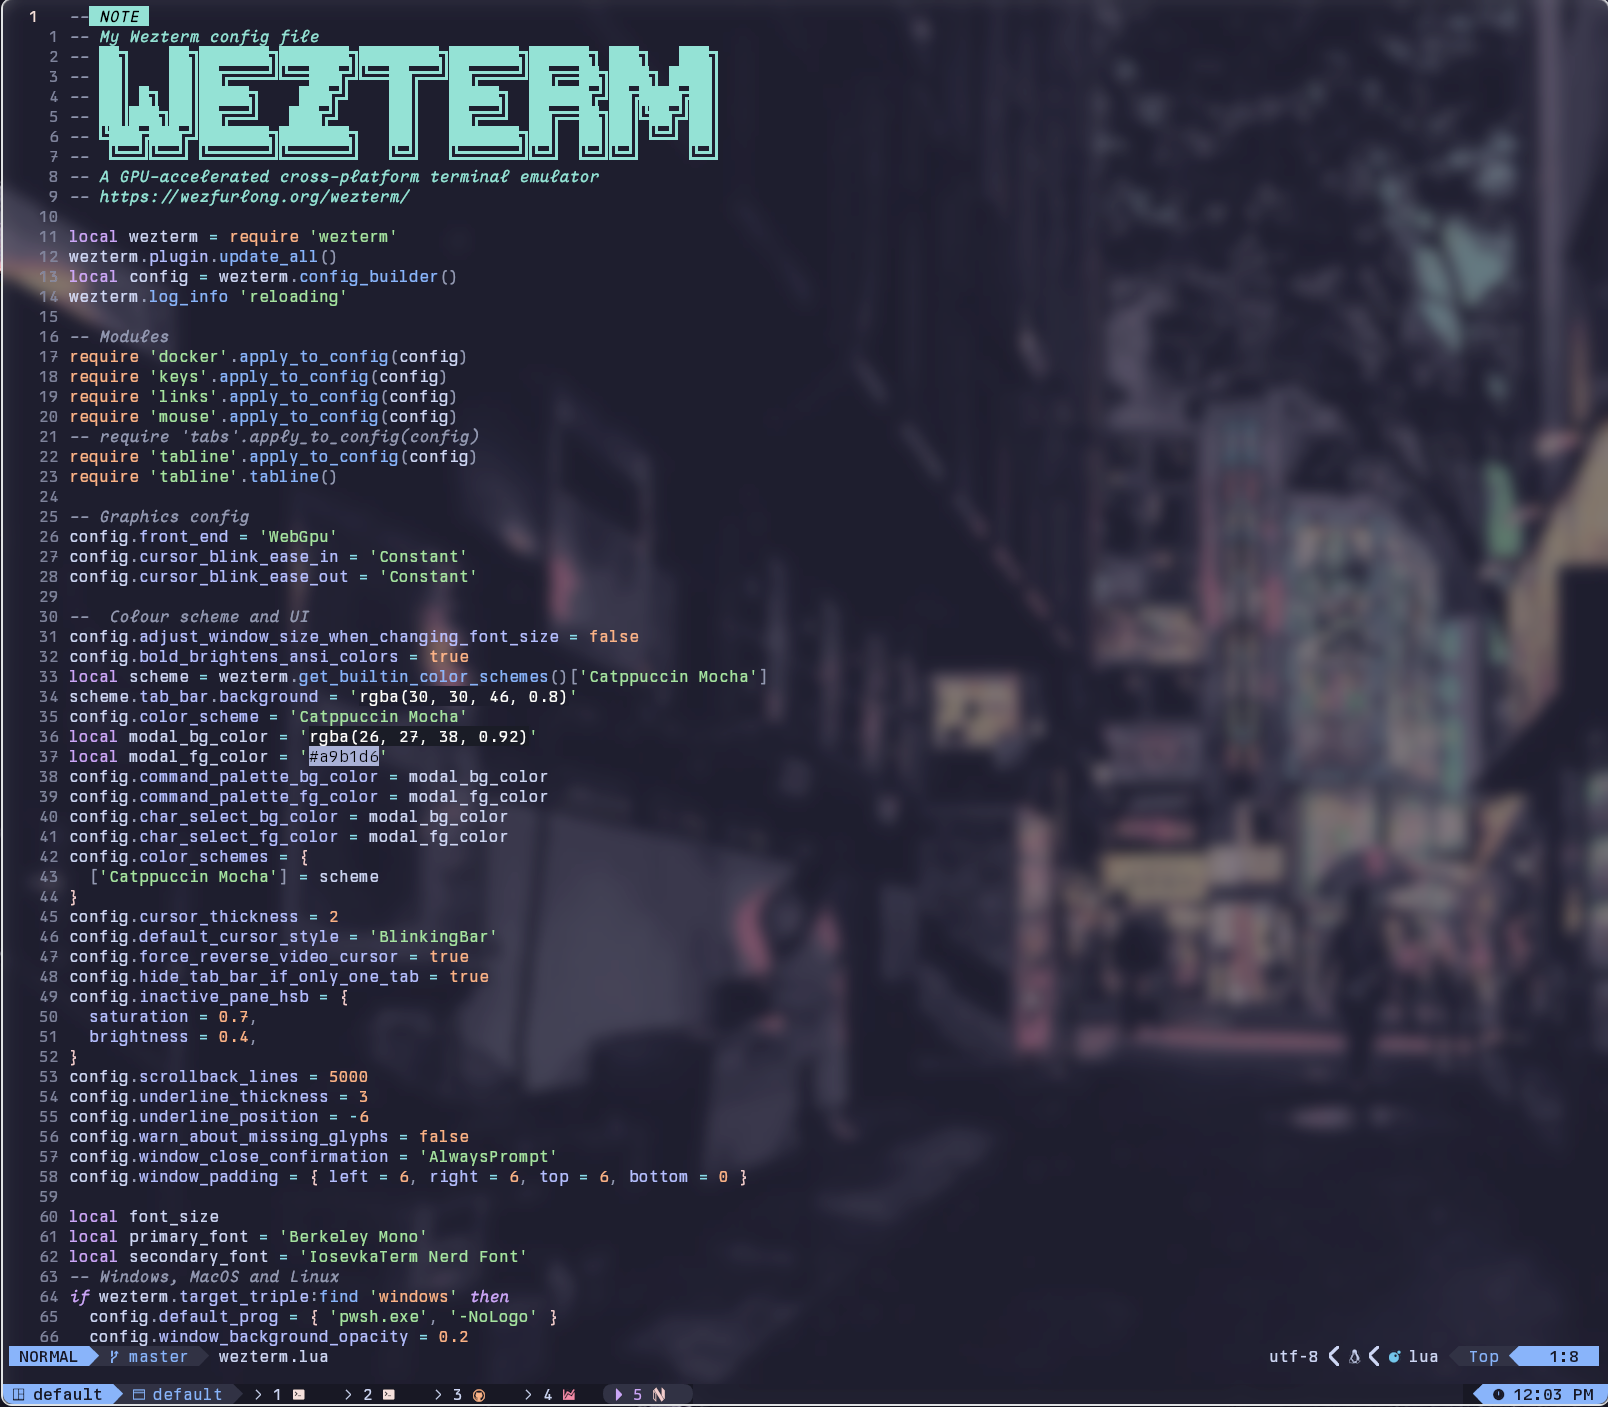 1 -- NOTE
1 -- My Wezterm config file
2 -- WEZTERM
3 --
4 --
5 --
6 --
7 --
8 -- A GPU-accelerated cross-platform terminal emulator
9 -- https://wezfurlong.org/wezterm/
10
11 local wezterm = require 'wezterm'
12 wezterm.plugin.update_all()
13 local config = wezterm.config_builder()
14 wezterm.log_info 'reloading'
15
16 -- Modules
17 require 'docker'.apply_to_config(config)
18 require 'keys'.apply_to_config(config)
19 require 'links'.apply_to_config(config)
20 require 'mouse'.apply_to_config(config)
21 -- require 'tabs'.apply_to_config(config)
22 require 'tabline'.apply_to_config(config)
23 require 'tabline'.tabline()
24
25 -- Graphics config
26 config.front_end = 'WebGpu'
27 config.cursor_blink_ease_in = 'Constant'
28 config.cursor_blink_ease_out = 'Constant'
29
30 --  Colour scheme and UI
31 config.adjust_window_size_when_changing_font_size = false
32 config.bold_brightens_ansi_colors = true
33 local scheme = wezterm.get_builtin_color_schemes()['Catppuccin Mocha']
34 scheme.tab_bar.background = 'rgba(30, 30, 46, 0.8)'
35 config.color_scheme = 'Catppuccin Mocha'
36 local modal_bg_color = 'rgba(26, 27, 38, 0.92)'
37 local modal_fg_color = '#a9b1d6'
38 config.command_palette_bg_color = modal_bg_color
39 config.command_palette_fg_color = modal_fg_color
40 config.char_select_bg_color = modal_bg_color
41 config.char_select_fg_color = modal_fg_color
42 config.color_schemes = {
43   ['Catppuccin Mocha'] = scheme
44 }
45 config.cursor_thickness = 2
46 config.default_cursor_style = 'BlinkingBar'
47 config.force_reverse_video_cursor = true
48 config.hide_tab_bar_if_only_one_tab = true
49 config.inactive_pane_hsb = {
50   saturation = 0.7,
51   brightness = 0.4,
52 }
53 config.scrollback_lines = 5000
54 config.underline_thickness = 3
55 config.underline_position = -6
56 config.warn_about_missing_glyphs = false
57 config.window_close_confirmation = 'AlwaysPrompt'
58 config.window_padding = { left = 6, right = 6, top = 6, bottom = 0 }
59
60 local font_size
61 local primary_font = 'Berkeley Mono'
62 local secondary_font = 'IosevkaTerm Nerd Font'
63 -- Windows, MacOS and Linux
64 if wezterm.target_triple:find 'windows' then
65   config.default_prog = { 'pwsh.exe', '-NoLogo' }
66   config.window_background_opacity = 0.2
NORMAL master wezterm.lua utf-8 lua Top 1:8
default default 1 2 3 4 5 12:03 PM